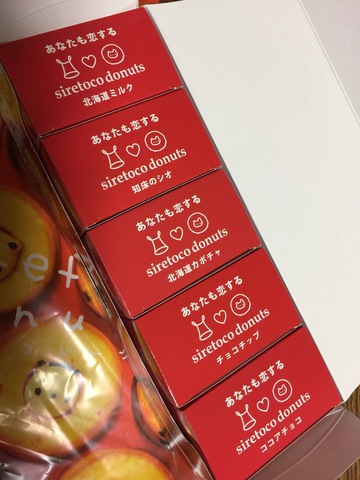 あなたも恋する
siretoco donuts
北海道ミルク
あなたも恋する
siretoco donuts
知床のシオ
あなたも恋する
siretoco donuts
北海道カボチャ
あなたも恋する
siretoco donuts
チョコチップ
あなたも恋する
siretoco donuts
ココアチョコ